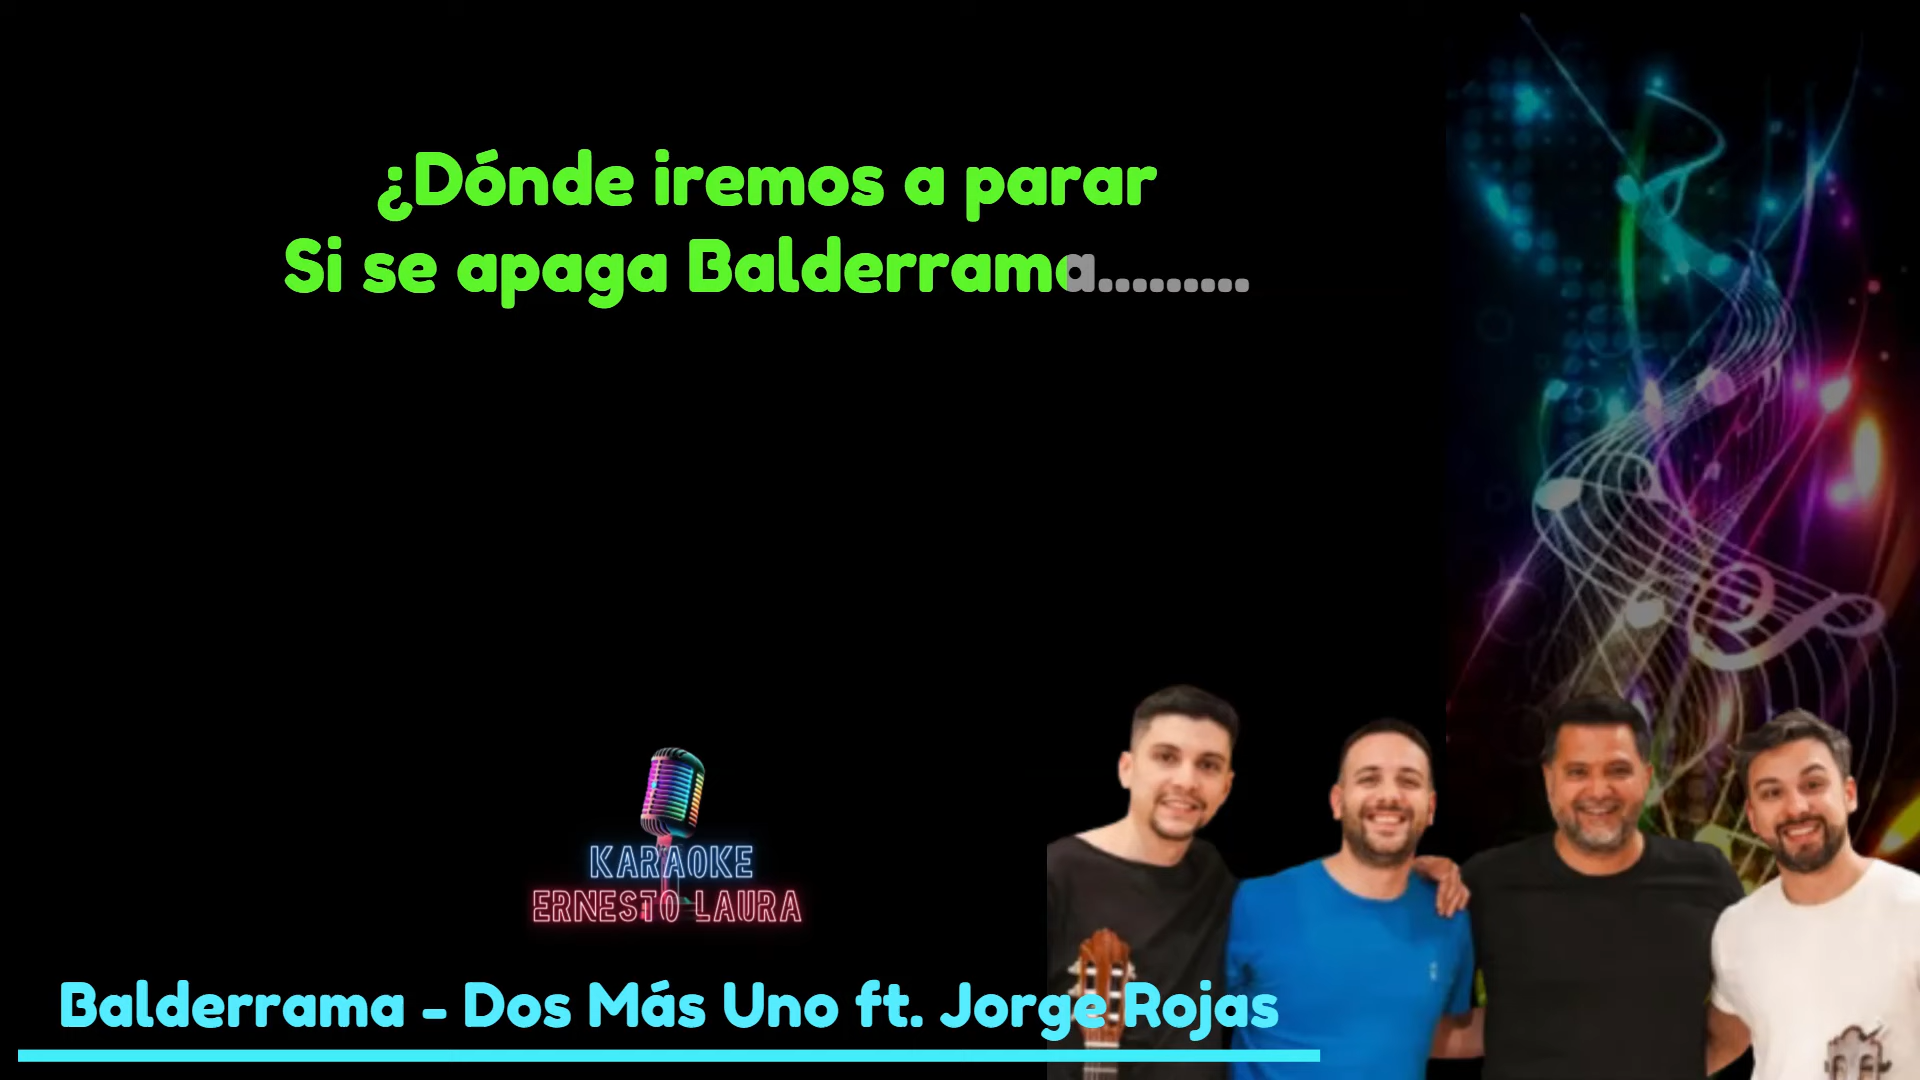 ¿Dónde iremos a parar
Si se apaga Balderrama.........
KARAOKE
ERNESTO LAURA
Balderrama - Dos Más Uno ft. Jorge Rojas